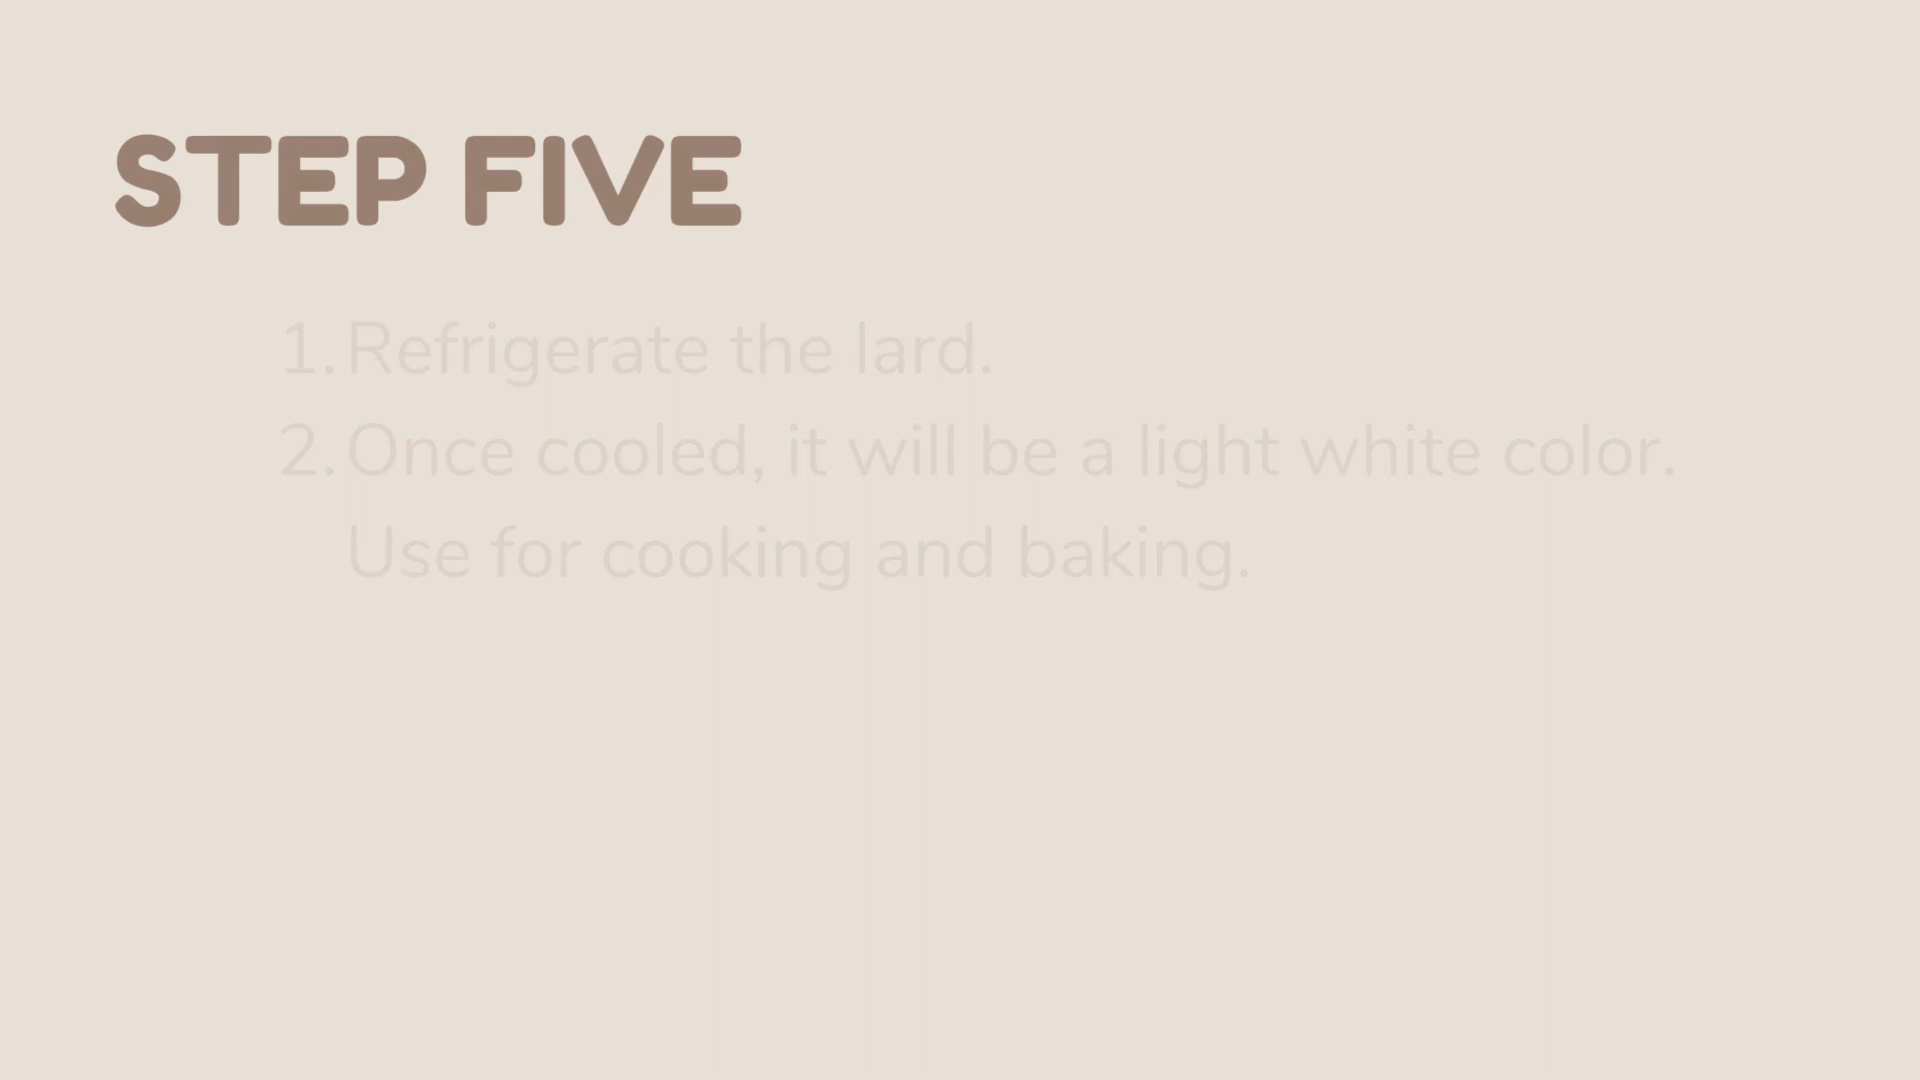 STEP FIVE
1. Refrigerate the lard.
2. Once cooled, it will be a light white color.
Use for cooking and baking.